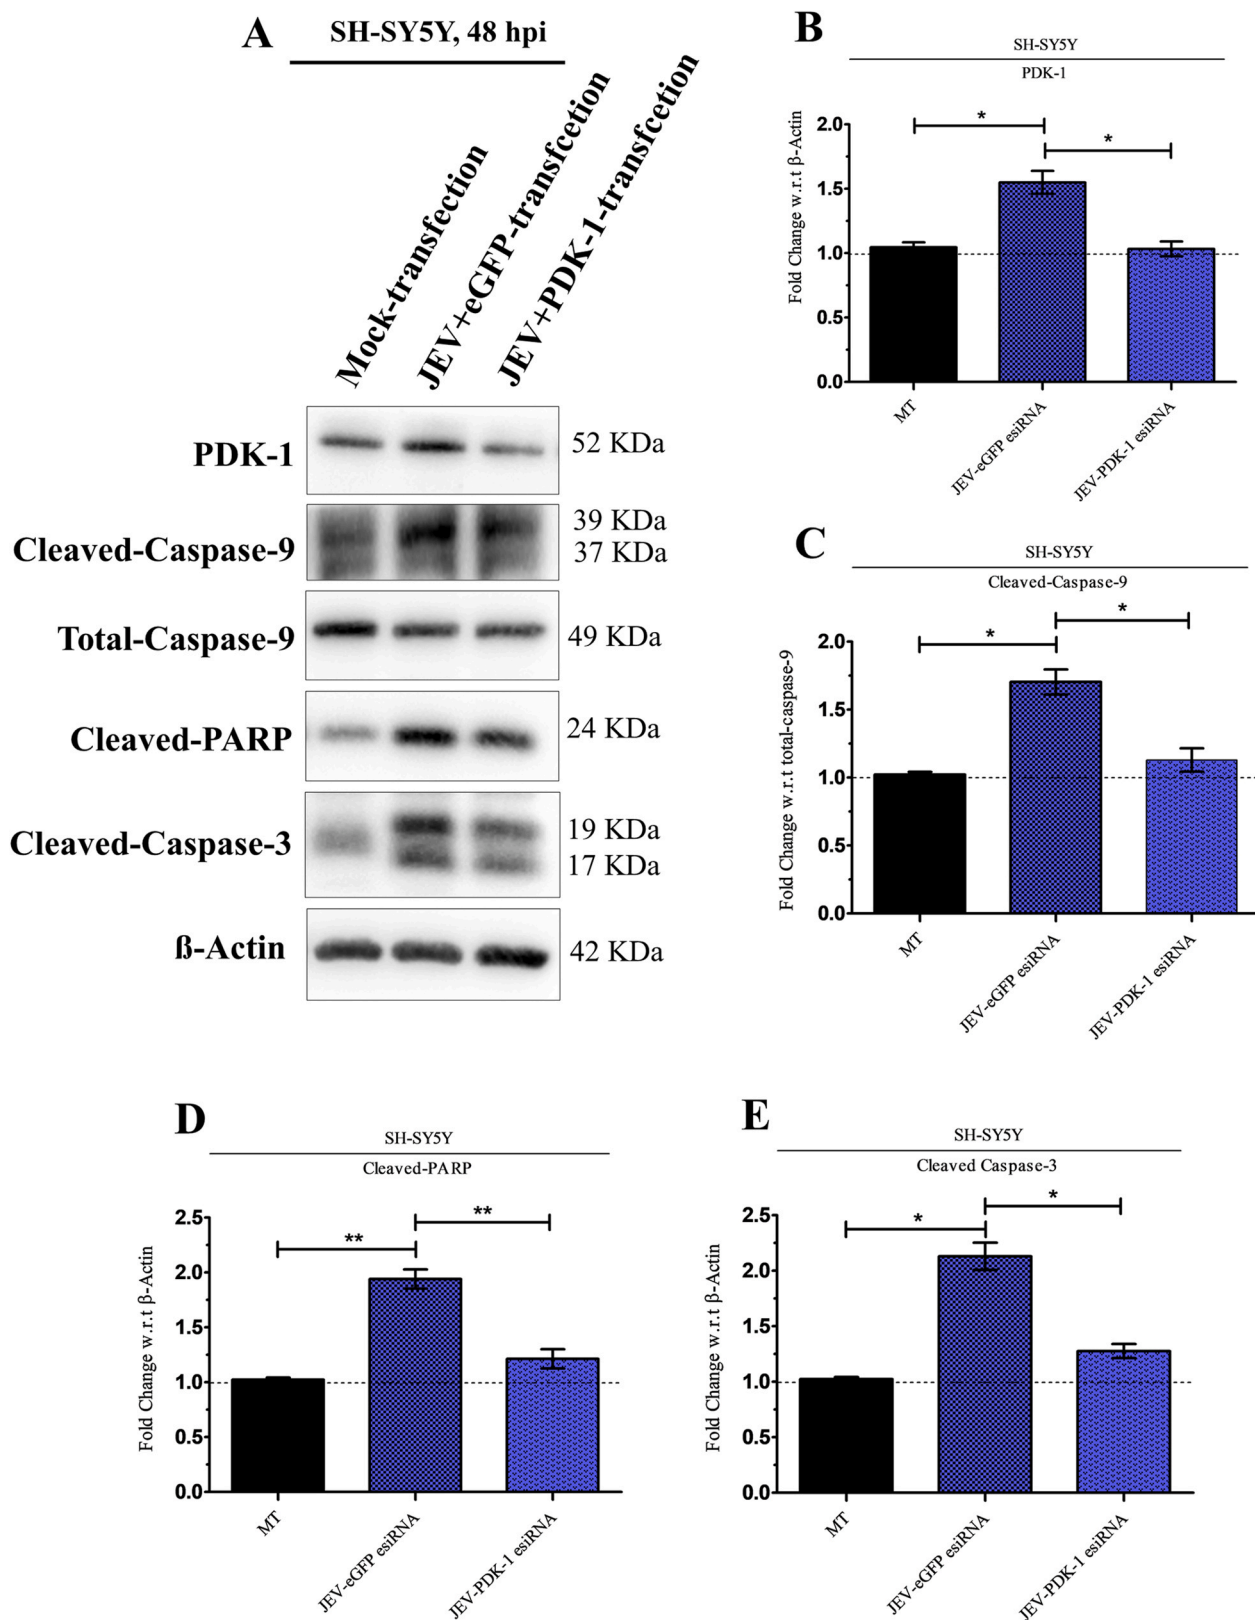 A
SH-SY5Y, 48 hpi
Mock-transfection
JEV+eGFP-transfcetion
JEV+PDK-1-transfcetion
PDK-1
52 KDa
Cleaved-Caspase-9
39 KDa
37 KDa
Total-Caspase-9
49 KDa
Cleaved-PARP
24 KDa
Cleaved-Caspase-3
19 KDa
17 KDa
ß-Actin
42 KDa
B
SH-SY5Y
PDK-1
Fold Change w.r.t β-Actin
2.0
1.5
1.0
0.5
0.0
*
*
MT
JEV-eGFP esiRNA
JEV-PDK-1 esiRNA
C
SH-SY5Y
Cleaved-Caspase-9
Fold Change w.r.t total-caspase-9
2.0
1.5
1.0
0.5
0.0
*
*
MT
JEV-eGFP esiRNA
JEV-PDK-1 esiRNA
D
SH-SY5Y
Cleaved-PARP
Fold Change w.r.t β-Actin
2.5
2.0
1.5
1.0
0.5
0.0
**
**
MT
JEV-eGFP esiRNA
JEV-PDK-1 esiRNA
E
SH-SY5Y
Cleaved Caspase-3
Fold Change w.r.t β-Actin
2.5
2.0
1.5
1.0
0.5
0.0
*
*
MT
JEV-eGFP esiRNA
JEV-PDK-1 esiRNA